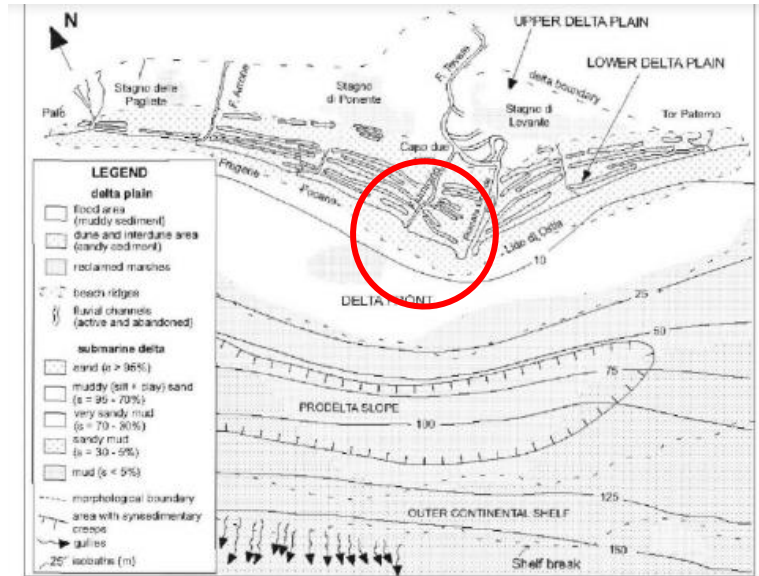 N
UPPER DELTA PLAIN
LOWER DELTA PLAIN
delta boundary
Stagno delle
Pagliete
F. Arrone
Stagno
di Ponente
F. Tevere
Stagno di
Levante
Tor Paterno
Palo
Capo due
Fregene
Focene
Lido di Ostia
10
DELTA FRONT
25
50
75
PRODELTA SLOPE
100
125
OUTER CONTINENTAL SHELF
150
Shelf break
LEGEND
delta plain
flood area
(muddy sediment)
dune and interdune area
(sandy sediment)
reclaimed marshes
beach ridges
fluvial channels
(active and abandoned)
submarine delta
sand (s > 95%)
muddy (silt + clay) sand
(s = 95 - 70%)
very sandy mud
(s = 70 - 30%)
sandy mud
(s = 30 - 5%)
mud (s < 5%)
morphological boundary
area with synsedimentary
creeps
gullies
25 isobaths (m)